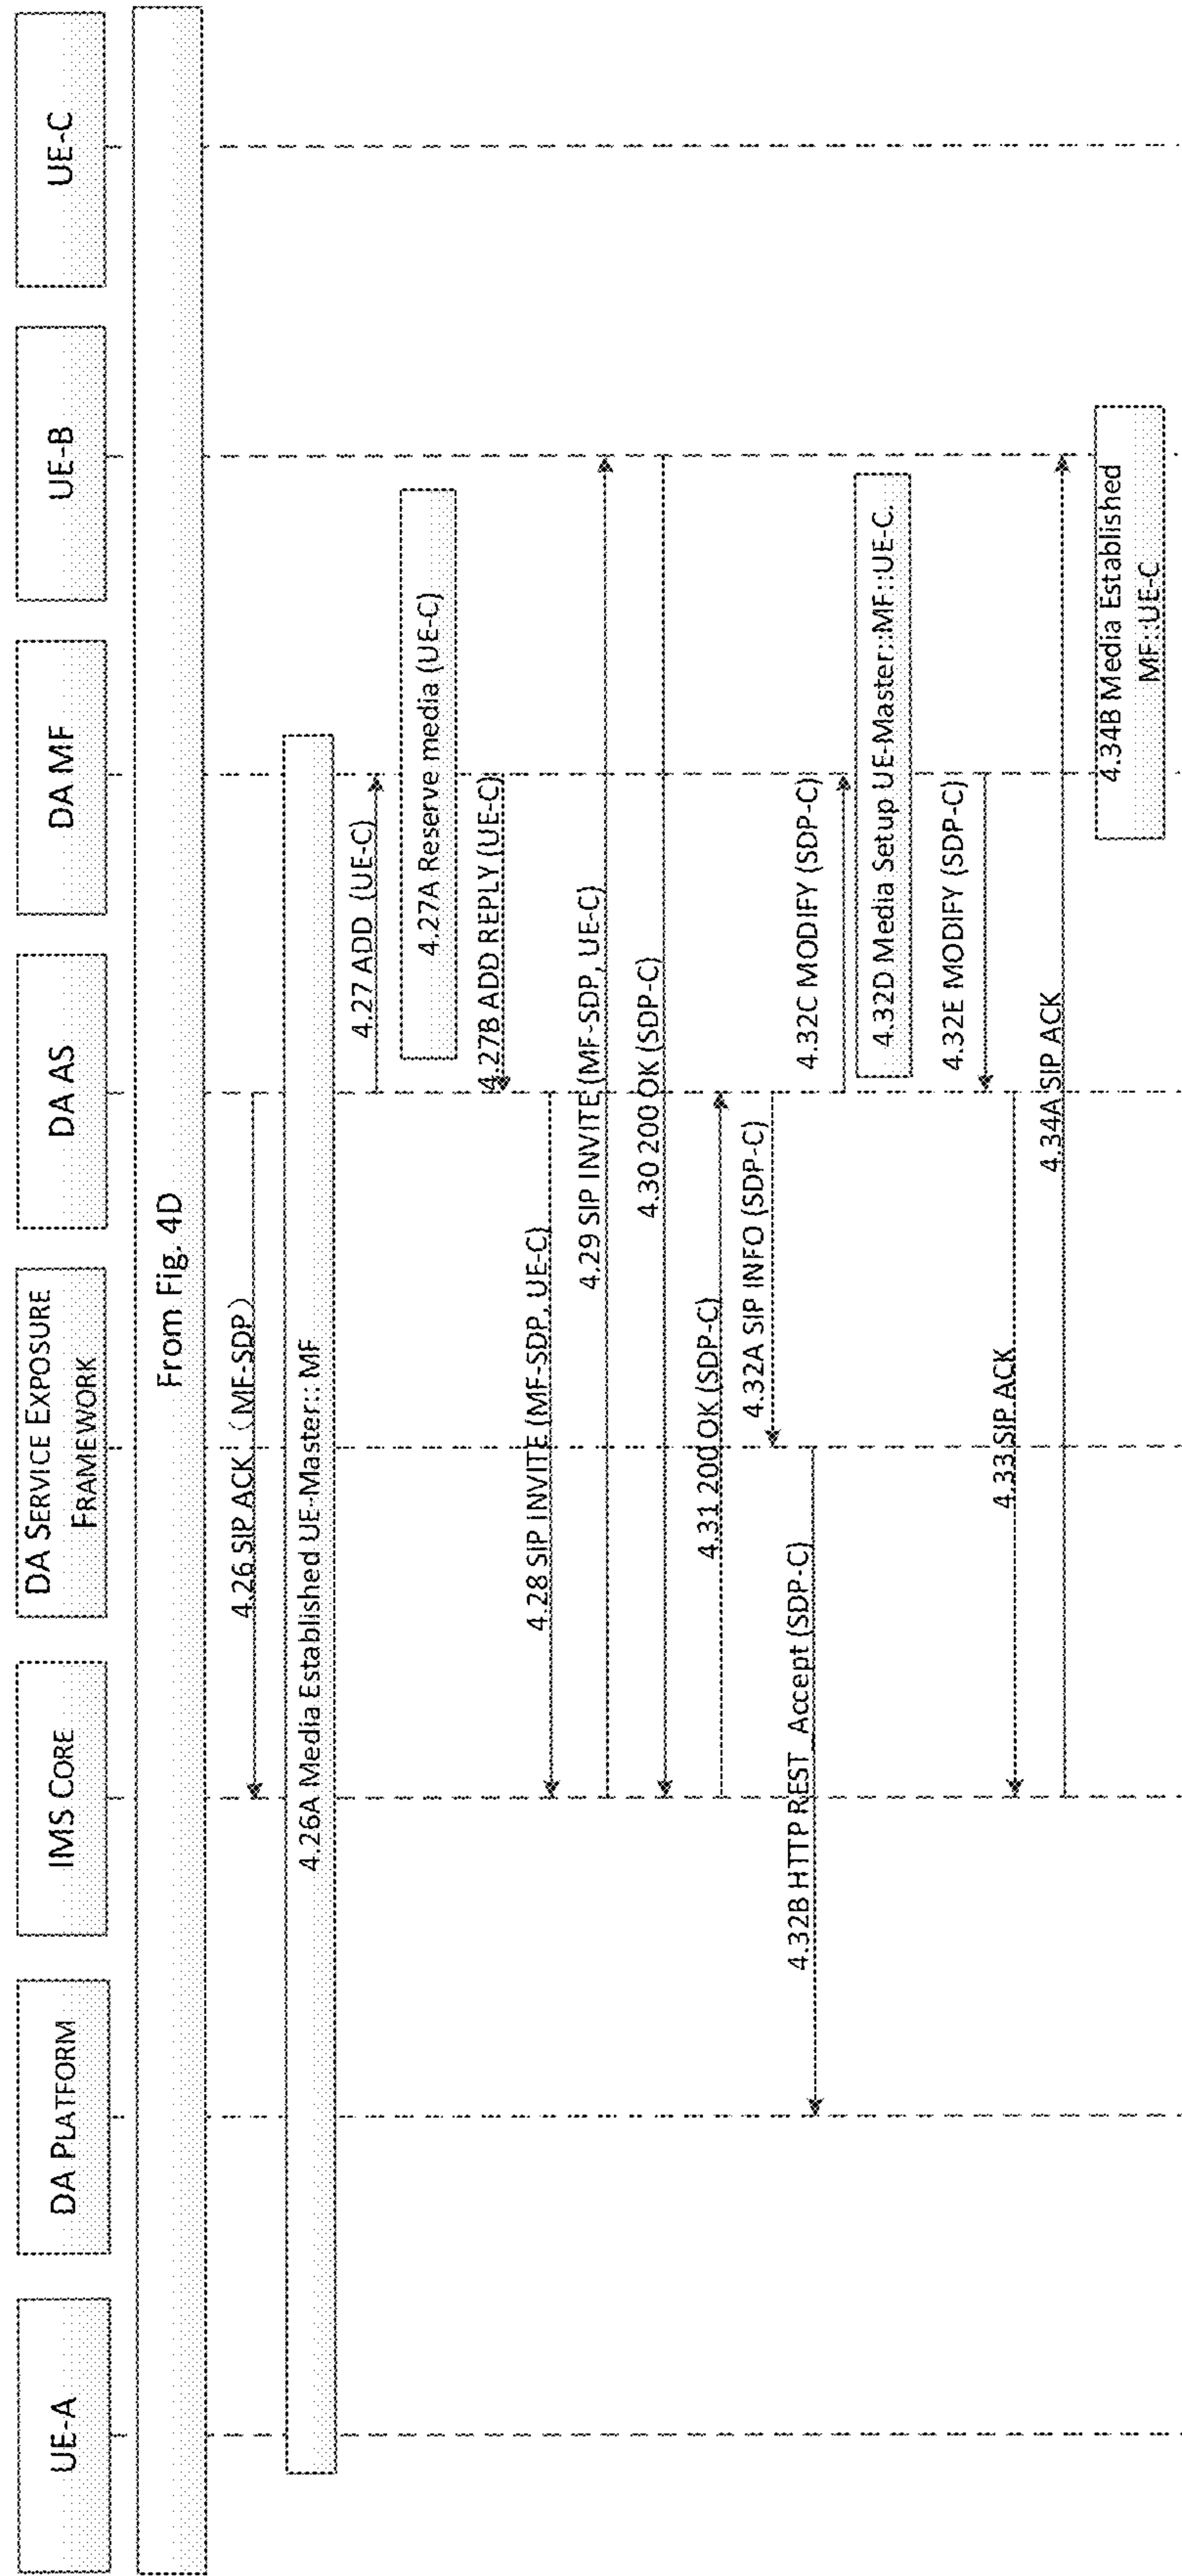 UE-A
DA PLATFORM
IMS CORE
DA SERVICE EXPOSURE
FRAMEWORK
DA AS
DA MF
UE-B
UE-C
From Fig. 4D
4.26 SIP ACK (MF-SDP)
4.26A Media Established UE-Master:: MF
4.27 ADD (UE-C)
4.27A Reserve media (UE-C)
4.27B ADD REPLY (UE-C)
4.28 SIP INVITE (MF-SDP, UE-C)
4.29 SIP INVITE (MF-SDP, UE-C)
4.30 200 OK (SDP-C)
4.31 200 OK (SDP-C)
4.32A SIP INFO (SDP-C)
4.32B HTTP REST_Accept (SDP-C)
4.32C MODIFY (SDP-C)
4.32D Media Setup UE-Master::MF::UE-C.
4.32E MODIFY (SDP-C)
4.33 SIP ACK
4.34A SIP ACK
4.34B Media Established
MF::UE-C